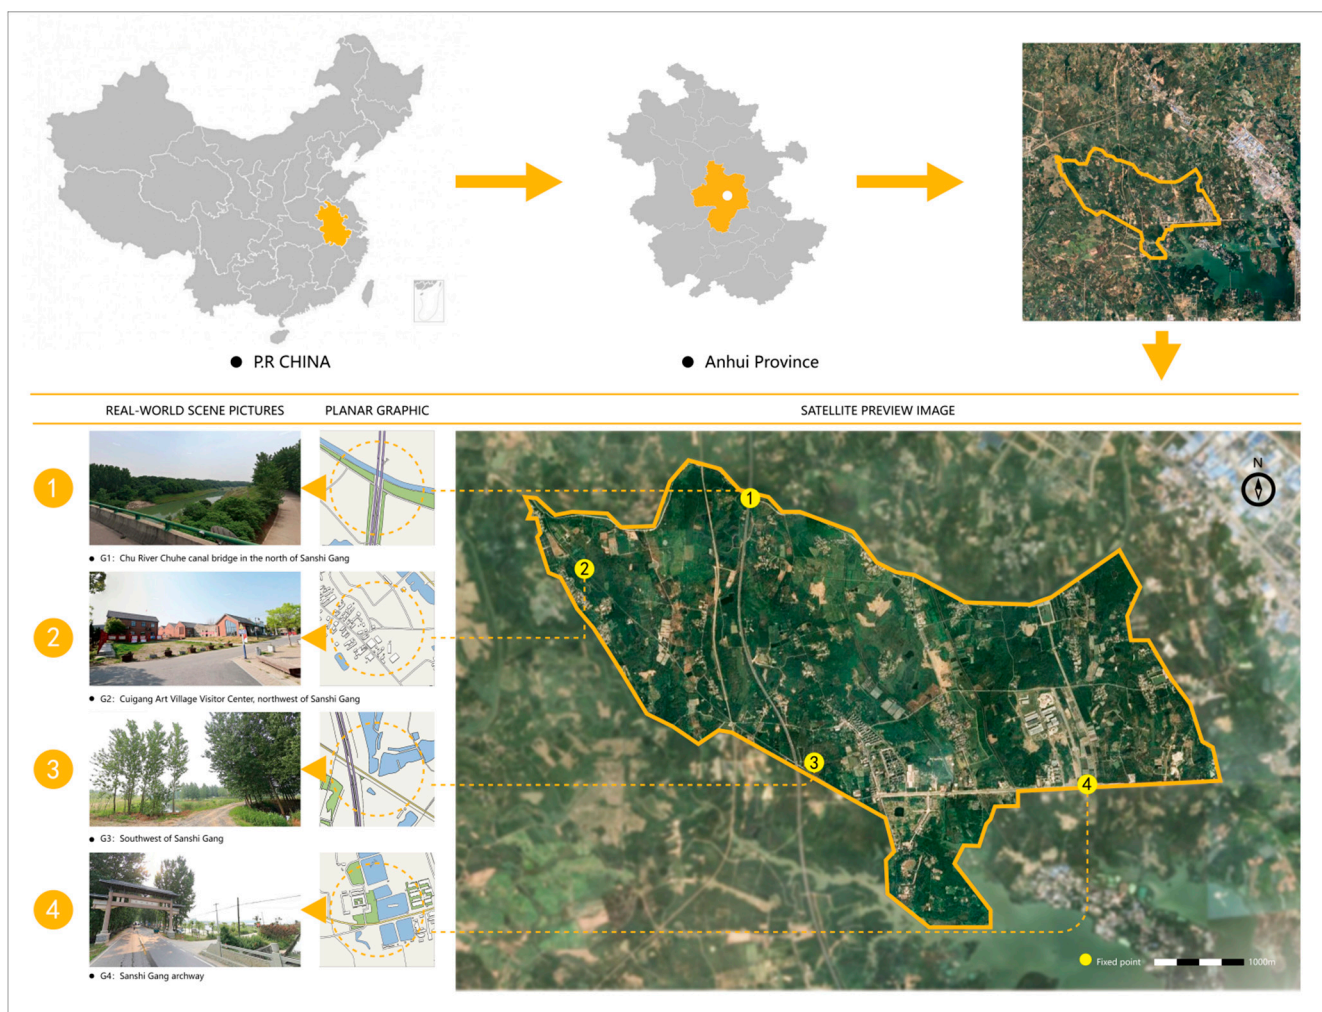 P.R CHINA
Anhui Province
REAL-WORLD SCENE PICTURES
PLANAR GRAPHIC
SATELLITE PREVIEW IMAGE
1
G1: Chu River Chuhe canal bridge in the north of Sanshi Gang
2
G2: Cuigang Art Village Visitor Center, northwest of Sanshi Gang
3
G3: Southwest of Sanshi Gang
4
G4: Sanshi Gang archway
N
1
2
3
4
Fixed point
1000m